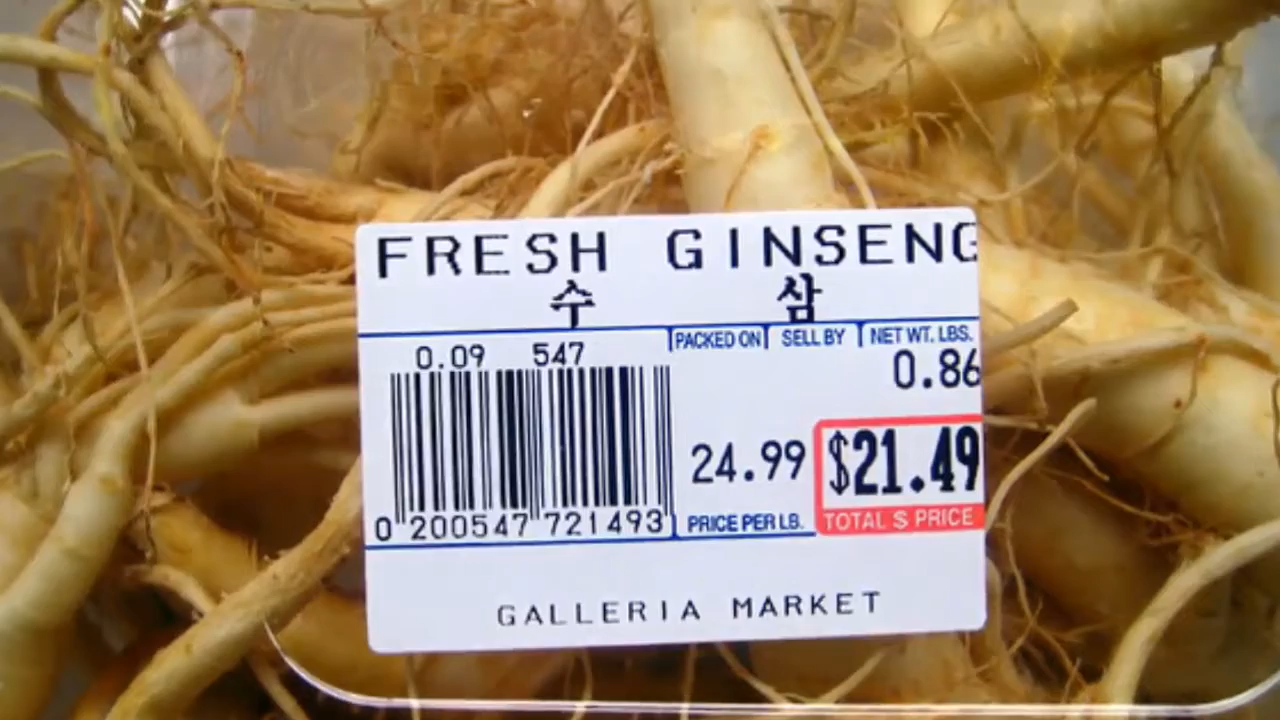 FRESH GINSENG
수 삼
PACKED ON SELL BY NET WT. LBS.
0.09 547
0.86
24.99 $21.49
0 200547 721493 PRICE PER LB. TOTAL $ PRICE
GALLERIA MARKET